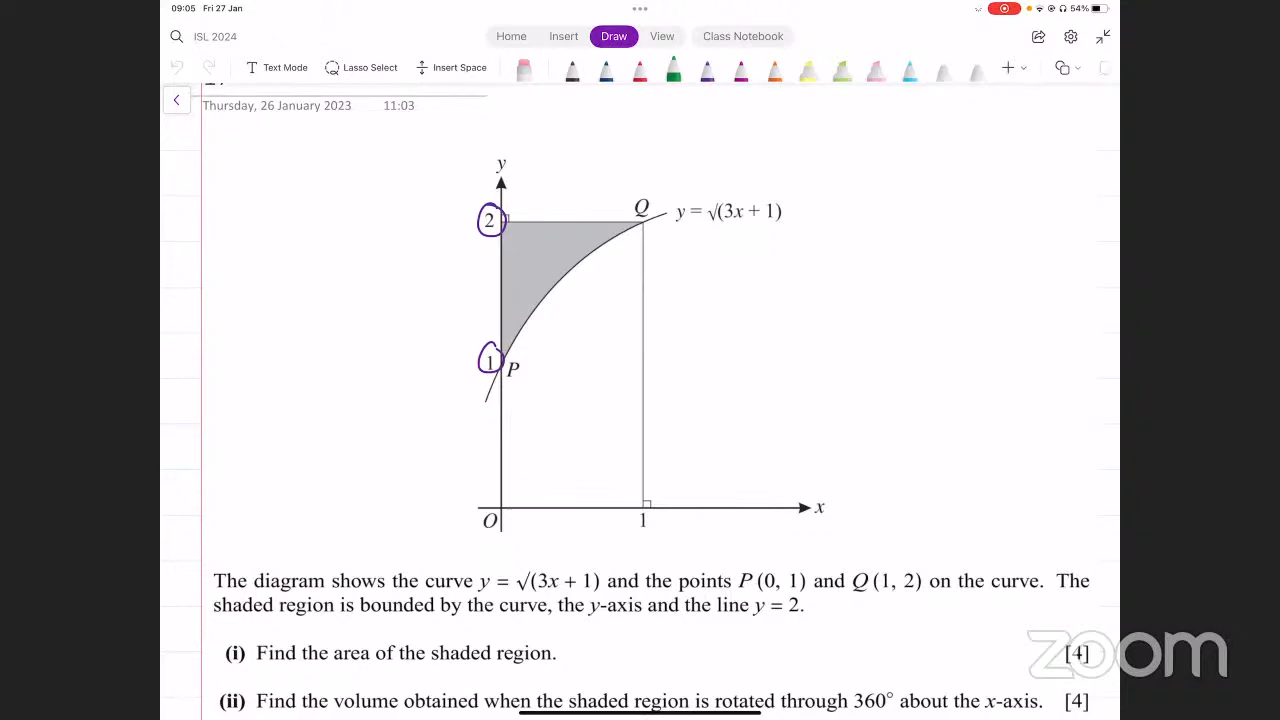 09:05 Fri 27 Jan
54%
ISL 2024
Home Insert Draw View Class Notebook
Text Mode Lasso Select Insert Space
Thursday, 26 January 2023 11:03
y
2
Q
y = √(3x + 1)
1
P
O
1
x
The diagram shows the curve y = √(3x + 1) and the points P (0, 1) and Q (1, 2) on the curve. The
shaded region is bounded by the curve, the y-axis and the line y = 2.
(i) Find the area of the shaded region. [4]
(ii) Find the volume obtained when the shaded region is rotated through 360° about the x-axis. [4]
zoom